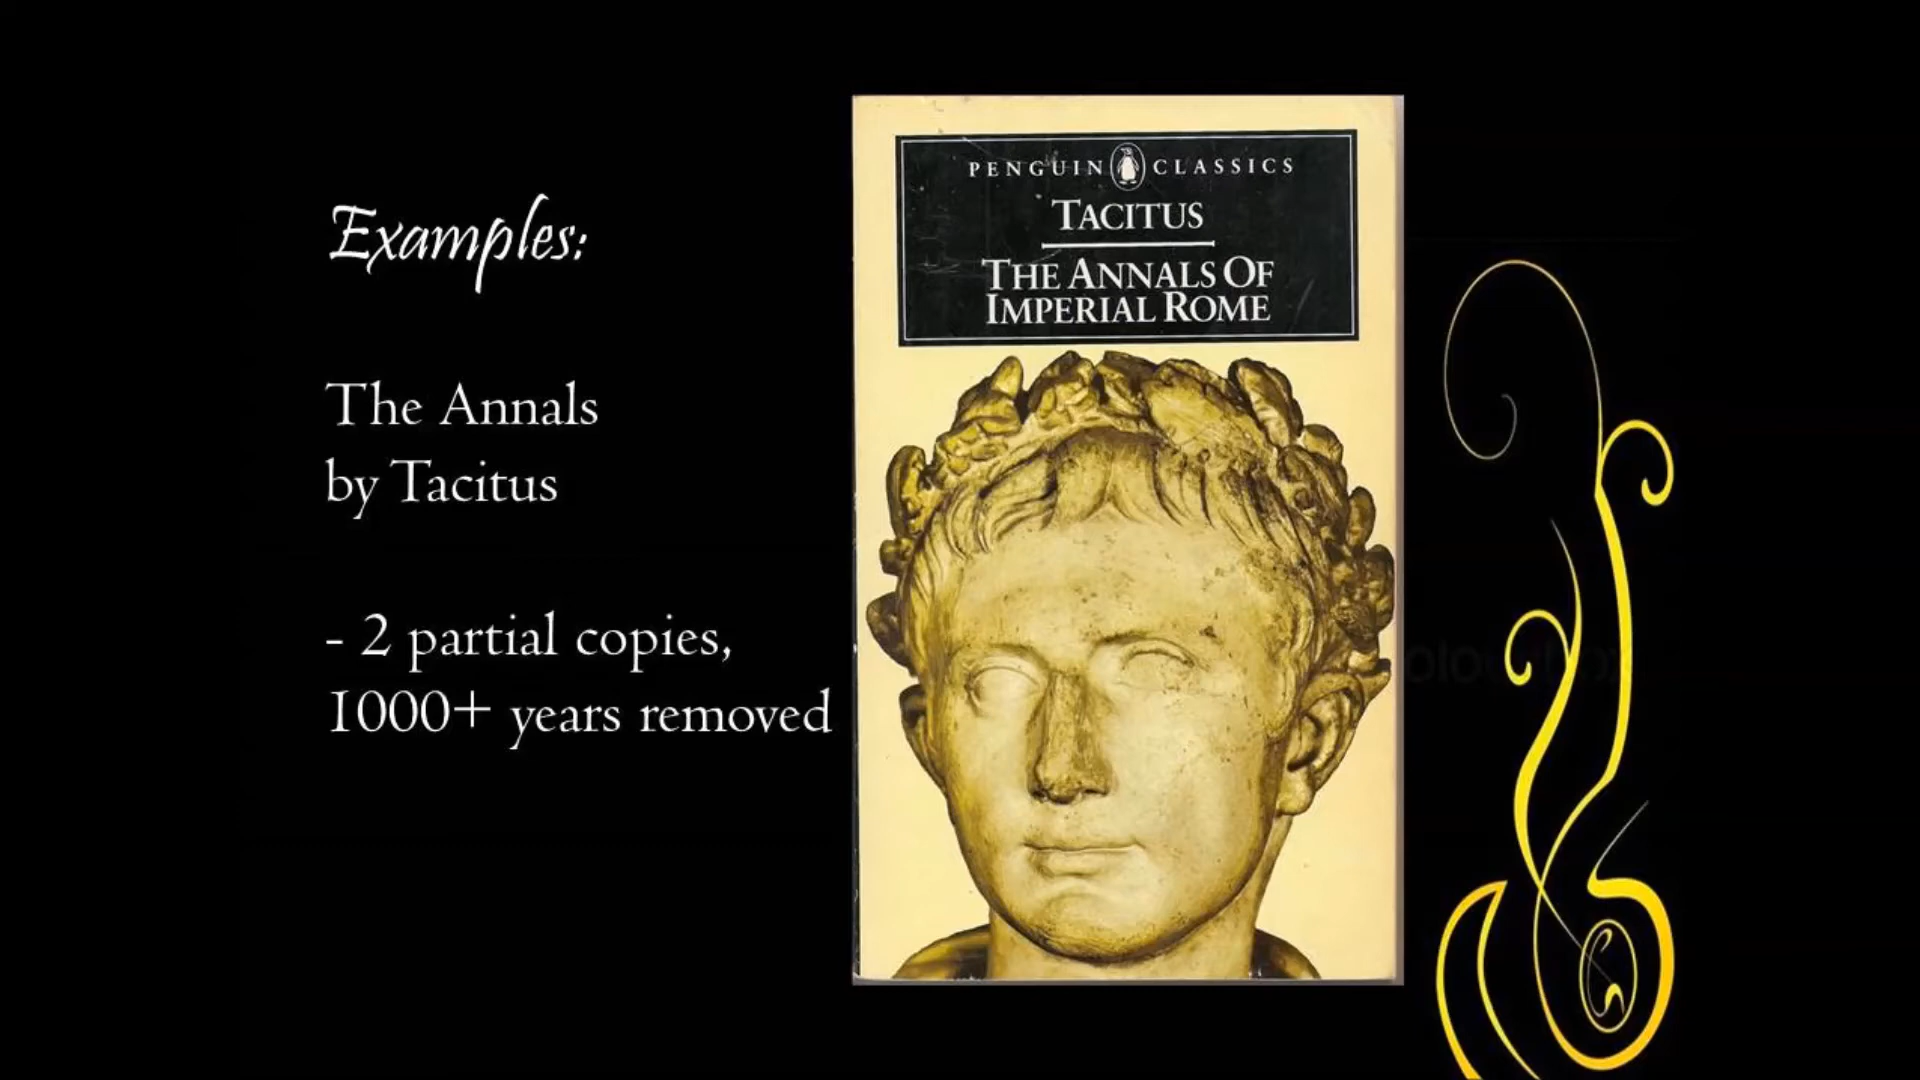 Examples:
The Annals
by Tacitus
- 2 partial copies,
1000+ years removed
PENGUIN CLASSICS
TACITUS
THE ANNALS OF
IMPERIAL ROME